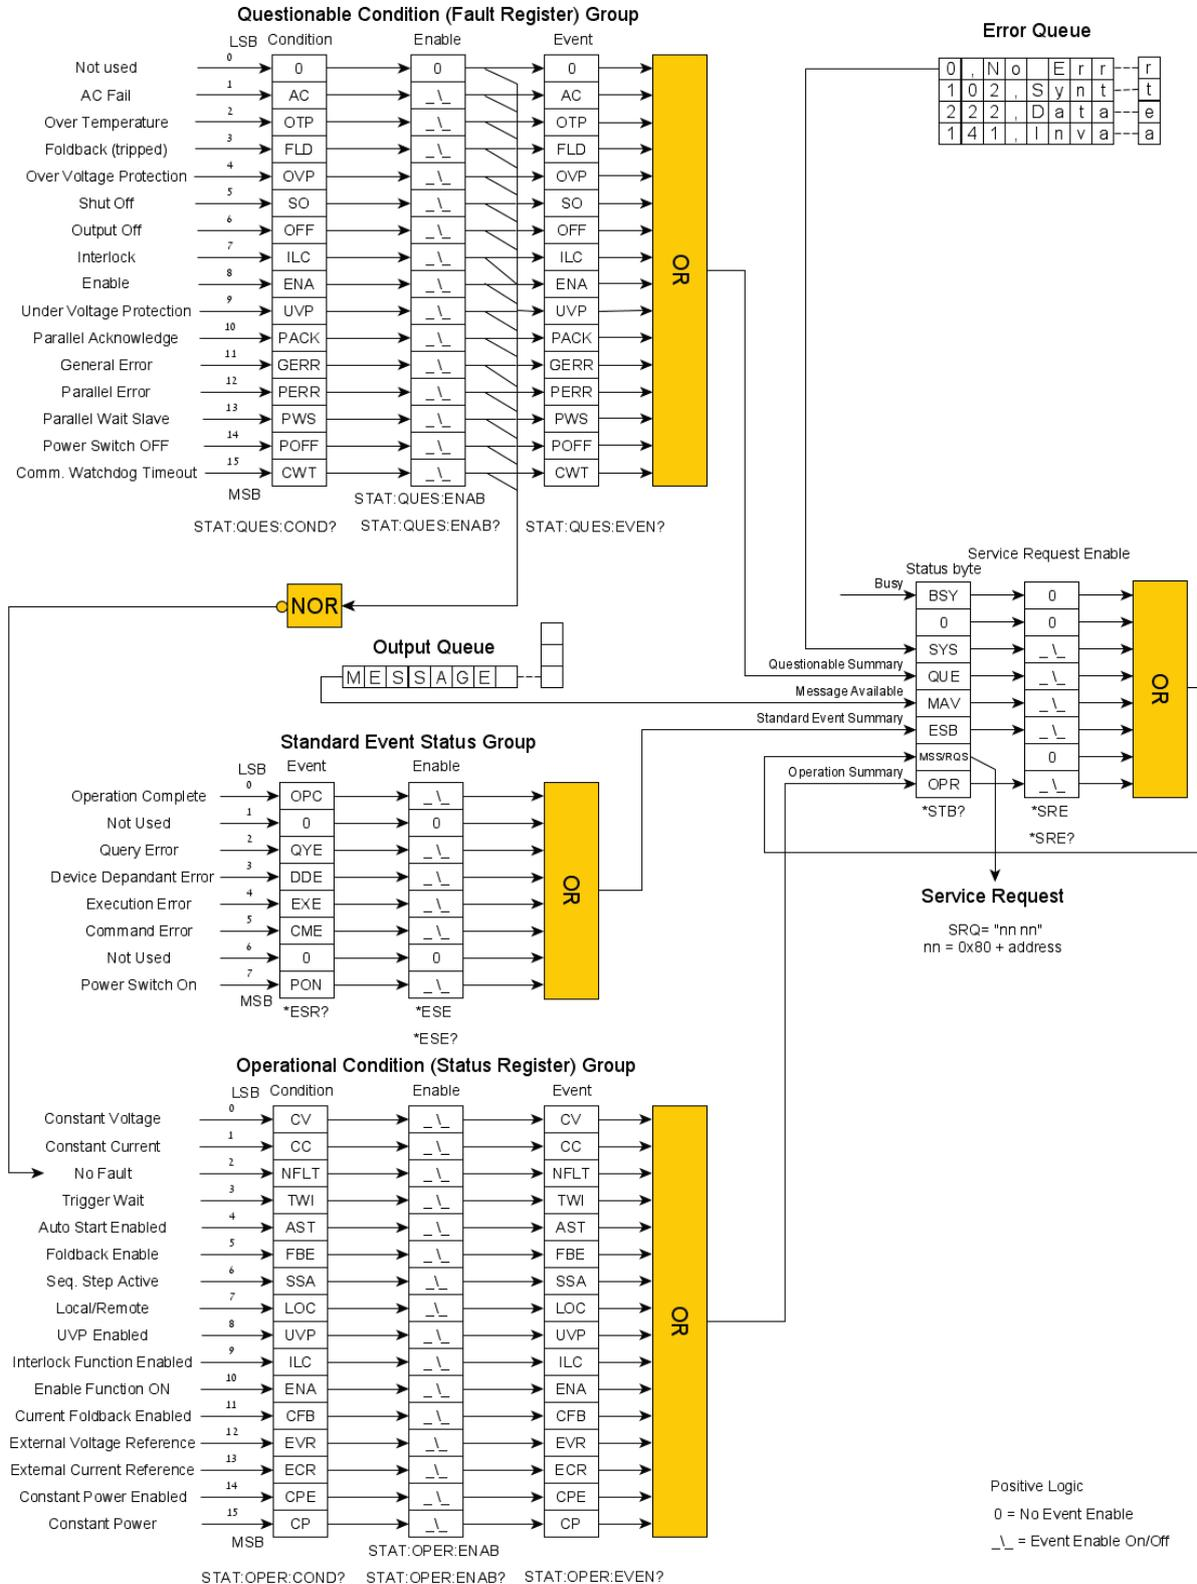 Questionable Condition (Fault Register) Group
LSB Condition Enable Event
Not used 0 0 0 0
AC Fail 1 AC _\_ AC
Over Temperature 2 OTP _\_ OTP
Foldback (tripped) 3 FLD _\_ FLD
Over Voltage Protection 4 OVP _\_ OVP
Shut Off 5 SO _\_ SO
Output Off 6 OFF _\_ OFF
Interlock 7 ILC _\_ ILC
Enable 8 ENA _\_ ENA
Under Voltage Protection 9 UVP _\_ UVP
Parallel Acknowledge 10 PACK _\_ PACK
General Error 11 GERR _\_ GERR
Parallel Error 12 PERR _\_ PERR
Parallel Wait Slave 13 PWS _\_ PWS
Power Switch OFF 14 POFF _\_ POFF
Comm. Watchdog Timeout 15 CWT _\_ CWT
MSB
STAT:QUES:ENAB
STAT:QUES:COND? STAT:QUES:ENAB? STAT:QUES:EVEN?
OR
Error Queue
0 , N o E r r r
1 0 2 , S y n t t
2 2 2 , D a t a e
1 4 1 , I n v a a
NOR
Output Queue
M E S S A G E
Service Request Enable
Status byte
Busy BSY 0
0 0
SYS _\_
Questionable Summary QUE _\_
Message Available MAV _\_
Standard Event Summary ESB _\_
MSS/RQS 0
Operation Summary OPR _\_
OR
*STB? *SRE
*SRE?
Service Request
SRQ= "nn nn"
nn = 0x80 + address
Standard Event Status Group
LSB Event Enable
Operation Complete 0 OPC _\_
Not Used 1 0 0
Query Error 2 QYE _\_
Device Dependant Error 3 DDE _\_
Execution Error 4 EXE _\_
Command Error 5 CME _\_
Not Used 6 0 0
Power Switch On 7 PON _\_
MSB
OR
*ESR? *ESE
*ESE?
Operational Condition (Status Register) Group
LSB Condition Enable Event
Constant Voltage 0 CV _\_ CV
Constant Current 1 CC _\_ CC
No Fault 2 NFLT _\_ NFLT
Trigger Wait 3 TWI _\_ TWI
Auto Start Enabled 4 AST _\_ AST
Foldback Enable 5 FBE _\_ FBE
Seq. Step Active 6 SSA _\_ SSA
Local/Remote 7 LOC _\_ LOC
UVP Enabled 8 UVP _\_ UVP
Interlock Function Enabled 9 ILC _\_ ILC
Enable Function ON 10 ENA _\_ ENA
Current Foldback Enabled 11 CFB _\_ CFB
External Voltage Reference 12 EVR _\_ EVR
External Current Reference 13 ECR _\_ ECR
Constant Power Enabled 14 CPE _\_ CPE
Constant Power 15 CP _\_ CP
MSB
OR
STAT:OPER:ENAB
STAT:OPER:COND? STAT:OPER:ENAB? STAT:OPER:EVEN?
Positive Logic
0 = No Event Enable
_\_ = Event Enable On/Off